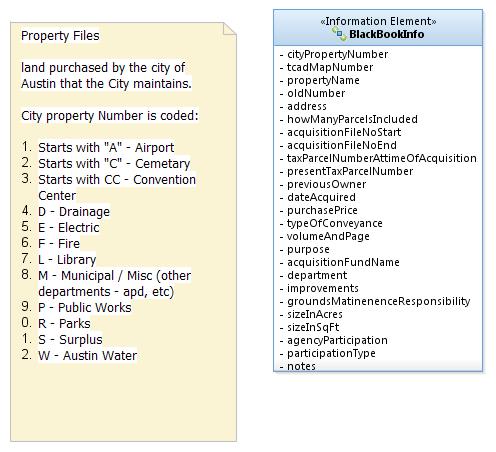 Property Files
land purchased by the city of
Austin that the City maintains.
City property Number is coded:
1. Starts with "A" - Airport
2. Starts with "C" - Cemetary
3. Starts with CC - Convention
Center
4. D - Drainage
5. E - Electric
6. F - Fire
7. L - Library
8. M - Municipal / Misc (other
departments - apd, etc)
9. P - Public Works
0. R - Parks
1. S - Surplus
2. W - Austin Water
«Information Element»
BlackBookInfo
- cityPropertyNumber
- tcadMapNumber
- propertyName
- oldNumber
- address
- howManyParcelsIncluded
- acquisitionFileNoStart
- acquisitionFileNoEnd
- taxParcelNumberAttimeOfAcquisition
- presentTaxParcelNumber
- previousOwner
- dateAcquired
- purchasePrice
- typeOfConveyance
- volumeAndPage
- purpose
- acquisitionFundName
- department
- improvements
- groundsMatinenenceResponsibility
- sizeInAcres
- sizeInSqFt
- agencyParticipation
- participationType
- notes